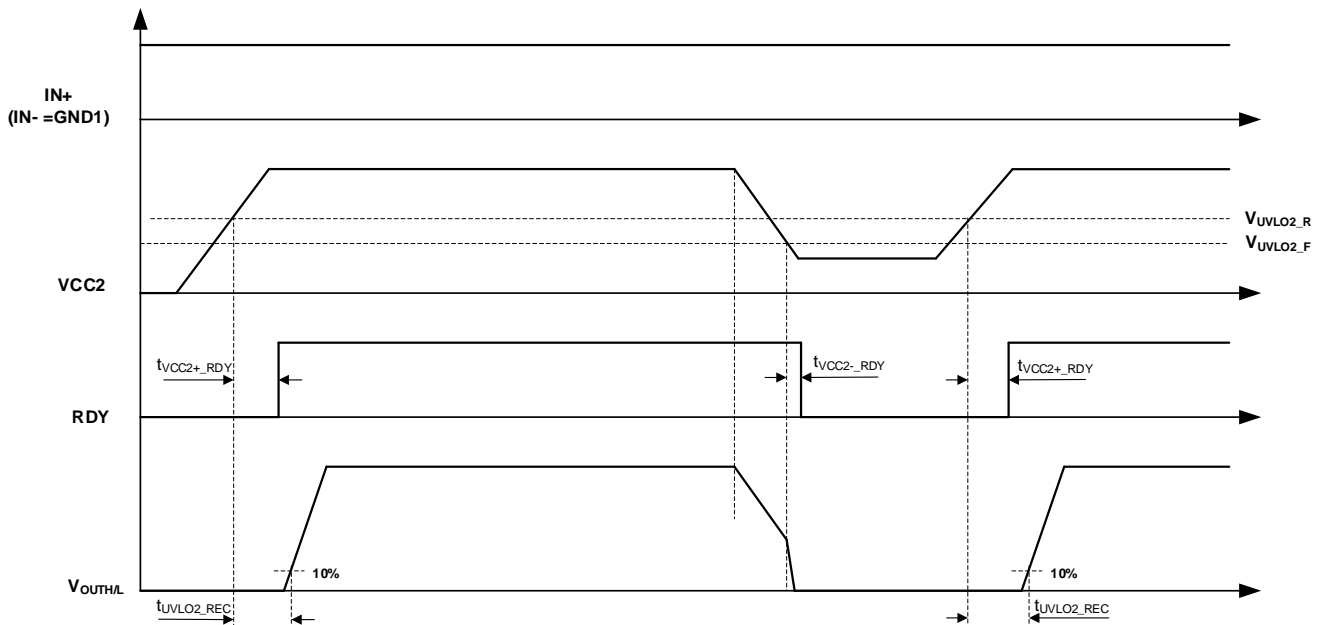 IN+
(IN- =GND1)
VUVLO2_R
VUVLO2_F
VCC2
tVCC2+_RDY
tVCC2-_RDY
tVCC2+_RDY
RDY
10%
10%
VOUTH/L
tUVLO2_REC
tUVLO2_REC